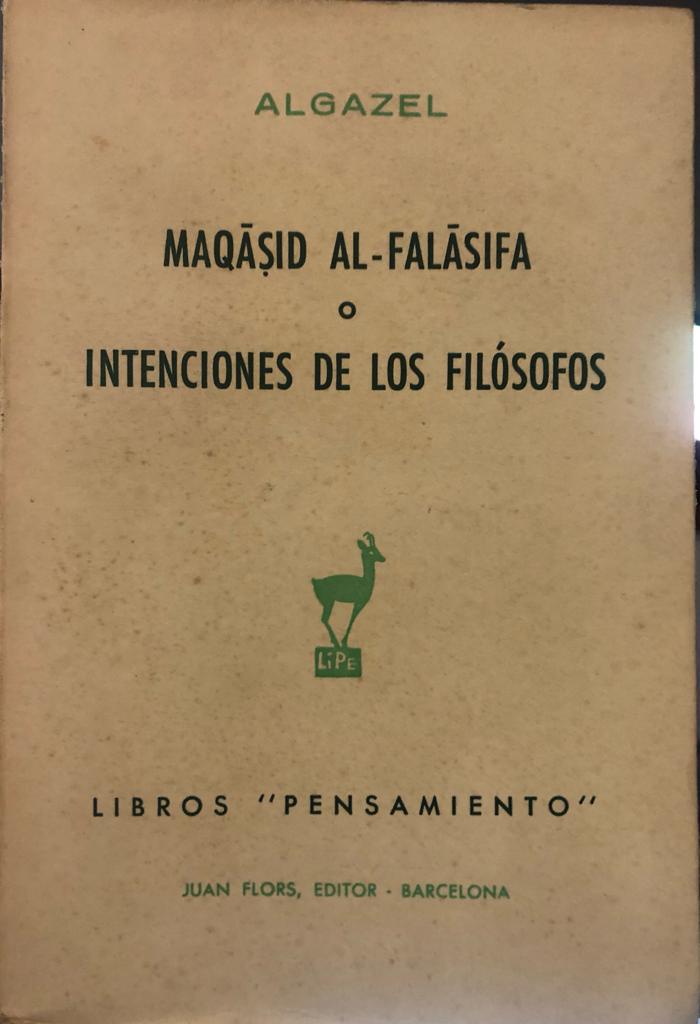 ALGAZEL
MAQĀṢID AL-FALĀSIFA
o
INTENCIONES DE LOS FILÓSOFOS
LiPE
LIBROS "PENSAMIENTO"
JUAN FLORS, EDITOR - BARCELONA